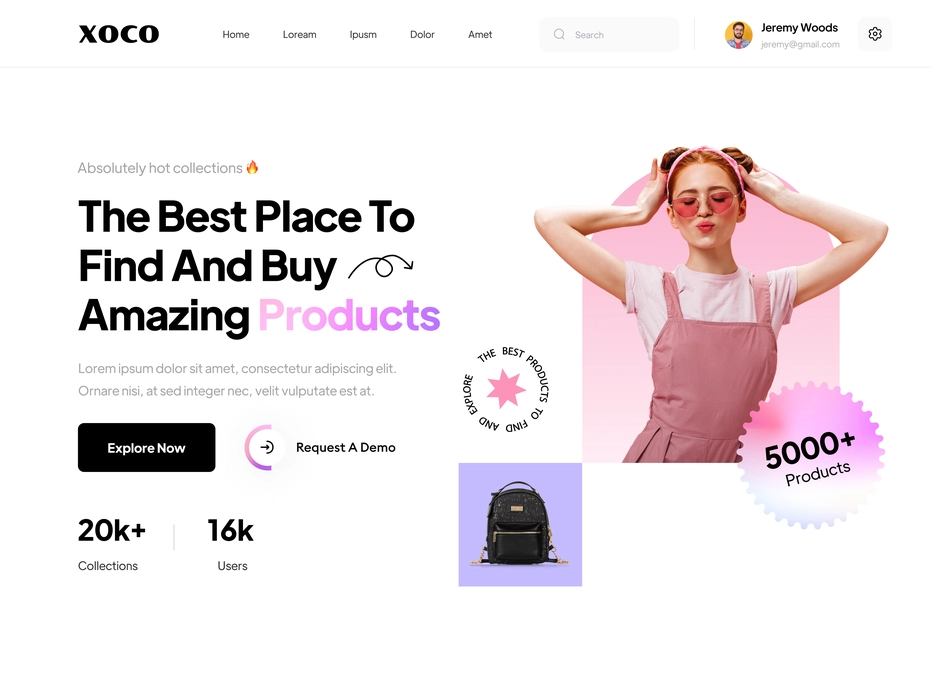 XOCO
Home
Loream
Ipusm
Dolor
Amet
Search
Jeremy Woods
jeremy@gmail.com
Absolutely hot collections 🔥
The Best Place To
Find And Buy
Amazing Products
Lorem ipsum dolor sit amet, consectetur adipiscing elit.
Ornare nisi, at sed integer nec, velit vulputate est at.
Explore Now
Request A Demo
20k+
Collections
16k
Users
THE BEST PRODUCTS TO FIND AND EXPLORE
5000+
Products